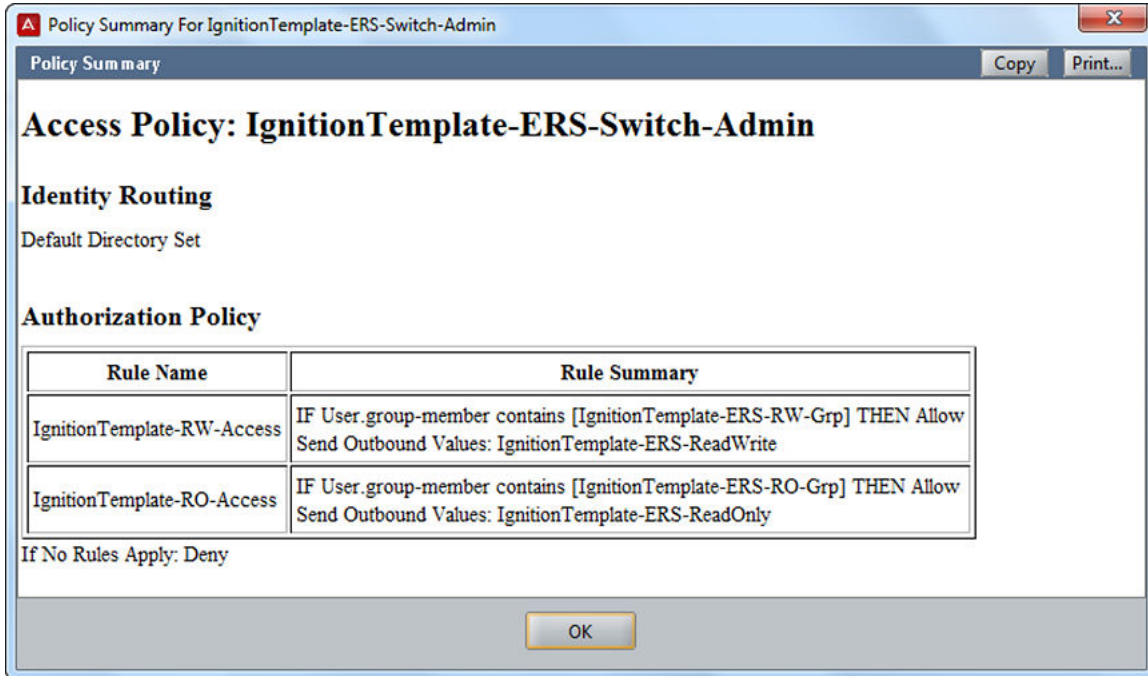 Policy Summary For IgnitionTemplate-ERS-Switch-Admin
Policy Summary
Copy
Print...
Access Policy: IgnitionTemplate-ERS-Switch-Admin
Identity Routing
Default Directory Set
Authorization Policy
Rule Name
Rule Summary
IgnitionTemplate-RW-Access
IF User.group-member contains [IgnitionTemplate-ERS-RW-Grp] THEN Allow
Send Outbound Values: IgnitionTemplate-ERS-ReadWrite
IgnitionTemplate-RO-Access
IF User.group-member contains [IgnitionTemplate-ERS-RO-Grp] THEN Allow
Send Outbound Values: IgnitionTemplate-ERS-ReadOnly
If No Rules Apply: Deny
OK